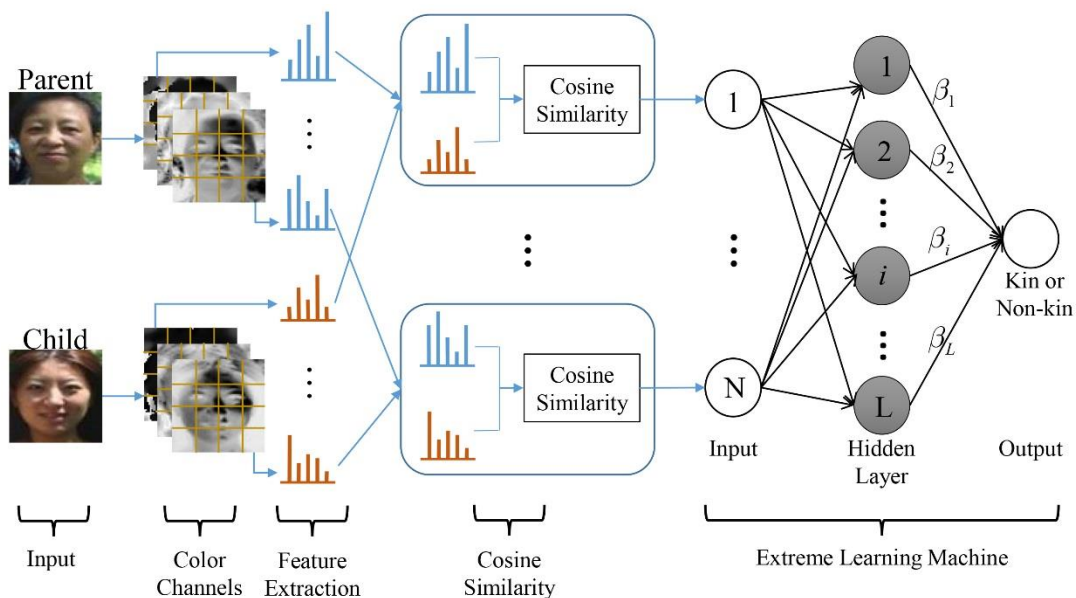 Parent
Child
Cosine
Similarity
Cosine
Similarity
1
N
Input
1
2
i
L
Hidden
Layer
β1
β2
βi
βL
Kin or
Non-kin
Output
Input
Color
Channels
Feature
Extraction
Cosine
Similarity
Extreme Learning Machine